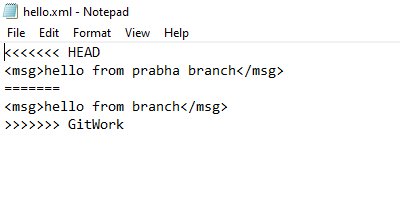 hello.xml - Notepad
File Edit Format View Help
<<<<<<< HEAD
<msg>hello from prabha branch</msg>
=======
<msg>hello from branch</msg>
>>>>>>> GitWork